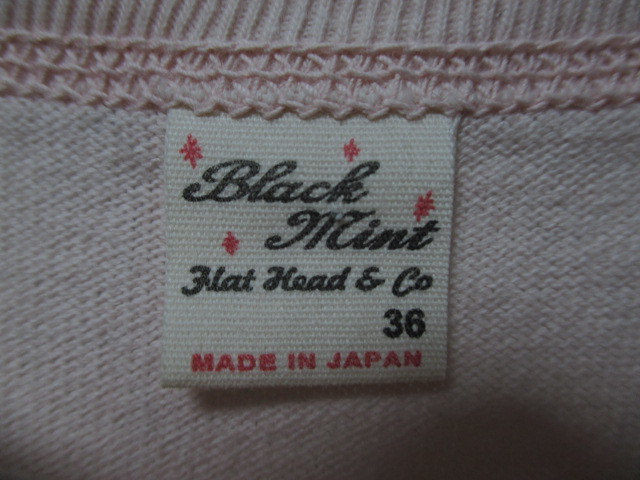 Black
Mint
Flat Head & Co
36
MADE IN JAPAN